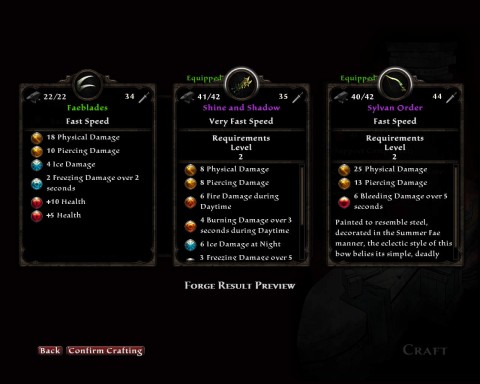 22/22
34
Faeblades
Fast Speed
18 Physical Damage
10 Piercing Damage
4 Ice Damage
2 Freezing Damage over 2
seconds
+10 Health
+5 Health
Equipped
41/42
35
Shine and Shadow
Very Fast Speed
Requirements
Level
2
8 Physical Damage
8 Piercing Damage
6 Fire Damage during
Daytime
4 Burning Damage over 3
seconds during Daytime
6 Ice Damage at Night
3 Freezing Damage over 5
Equipped
40/42
44
Sylvan Order
Fast Speed
Requirements
Level
2
25 Physical Damage
13 Piercing Damage
6 Bleeding Damage over 5
seconds
Painted to resemble steel,
decorated in the Summer Fae
manner, the eclectic style of this
bow belies its simple, deadly
Forge Result Preview
Back Confirm Crafting
Craft